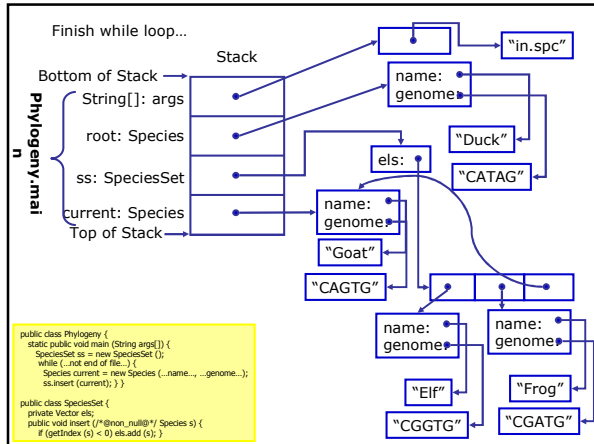 Finish while loop...
Stack
"in.spc"
Bottom of Stack
String[]: args
name:
genome:
Phylogeny.mai
n
root: Species
"Duck"
els:
"CATAG"
ss: SpeciesSet
current: Species
name:
genome:
Top of Stack
"Goat"
"CAGTG"
name:
genome:
name:
genome:
"Elf"
"Frog"
"CGGTG"
"CGATG"
public class Phylogeny {
static public void main (String args[]) {
SpeciesSet ss = new SpeciesSet ();
while (...not end of file...) {
Species current = new Species (...name..., ...genome...);
ss.insert (current); } }
public class SpeciesSet {
private Vector els;
public void insert (/*@non_null@*/ Species s) {
if (getIndex (s) < 0) els.add (s); }